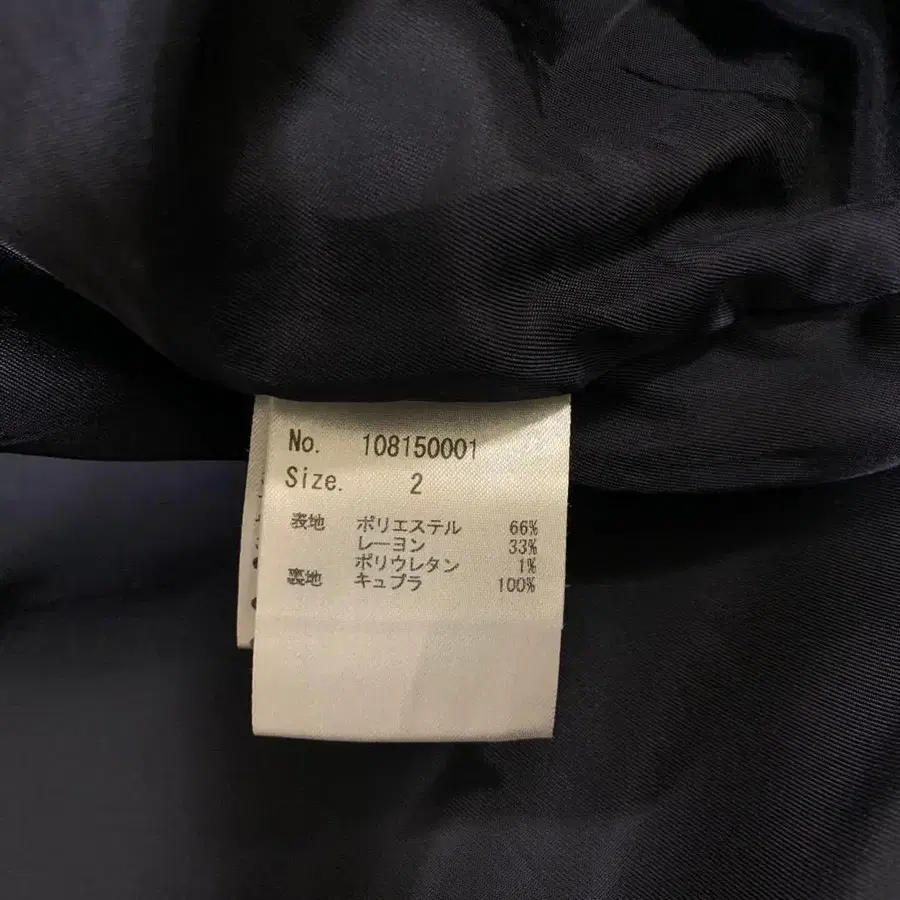 No. 108150001
Size. 2
表地 ポリエステル 66%
レーヨン 33%
ポリウレタン 1%
裏地 キュプラ 100%